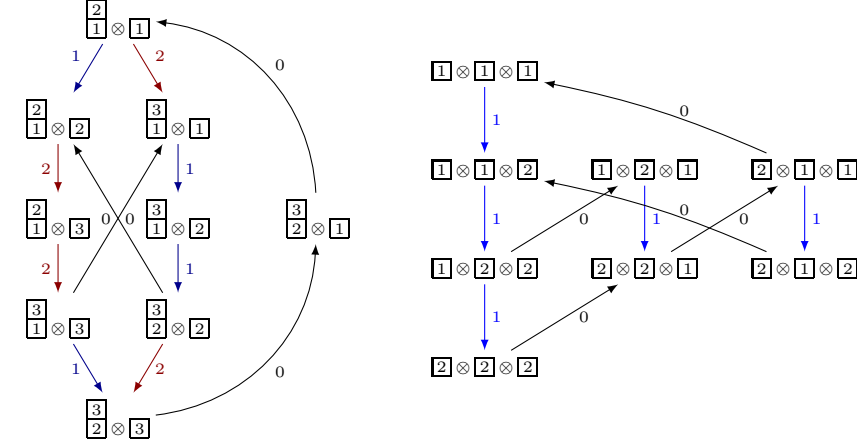 2
1 ⊗ 1
1 2 0
1 ⊗ 1 ⊗ 1
0
2 3
1 ⊗ 2 1 ⊗ 1
1
2 1
1 ⊗ 1 ⊗ 2 1 ⊗ 2 ⊗ 1 2 ⊗ 1 ⊗ 1
2 3 3
1 ⊗ 3 0 0 1 ⊗ 2 2 ⊗ 1
1 0 1 0 0 1
2 1
1 ⊗ 2 ⊗ 2 2 ⊗ 2 ⊗ 1 2 ⊗ 1 ⊗ 2
3 3
1 ⊗ 3 2 ⊗ 2
1 0
1 2 0
2 ⊗ 2 ⊗ 2
3
2 ⊗ 3